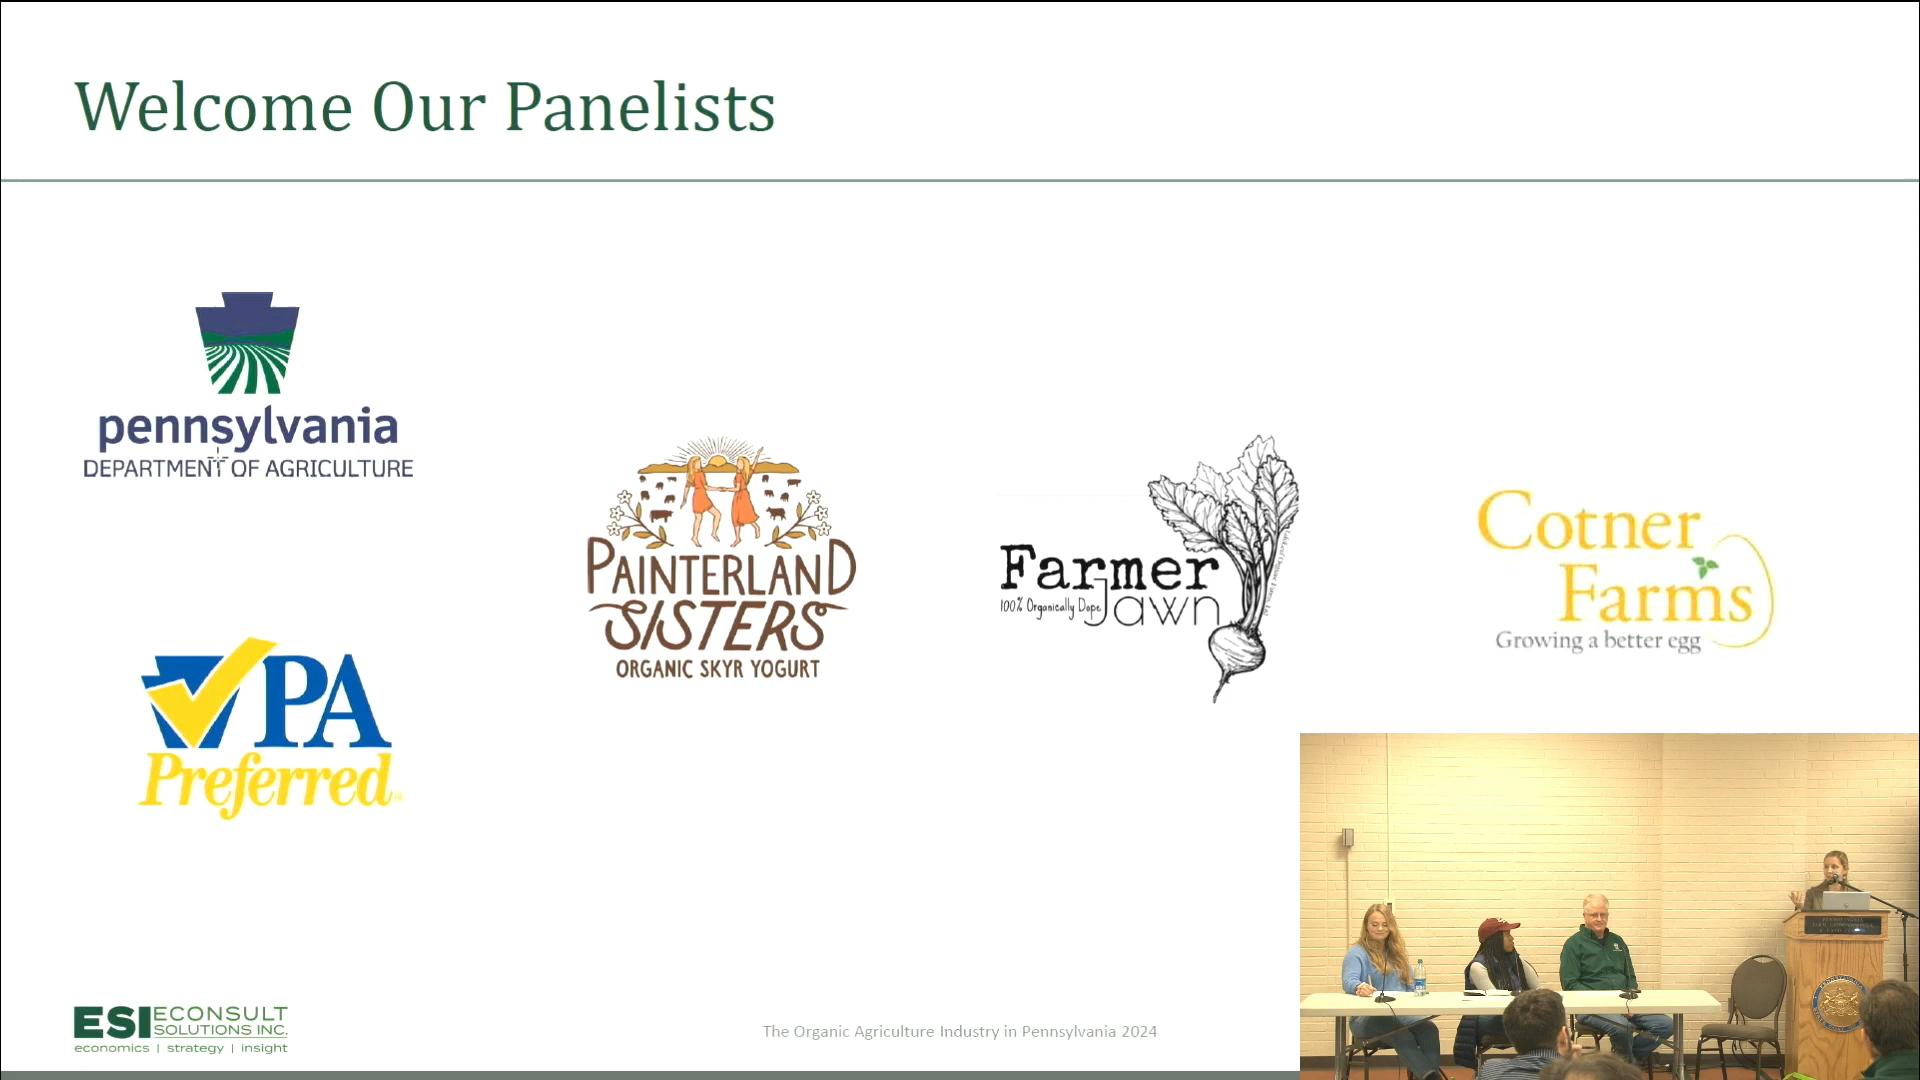 Welcome Our Panelists
pennsylvania
DEPARTMENT OF AGRICULTURE
PA
Preferred
PAINTERLAND
SISTERS
ORGANIC SKYR YOGURT
Farmer
100% Organically Dope
Jawn
Cotner
Farms
Growing a better egg
ESI ECONSULT
SOLUTIONS INC.
economics | strategy | insight
The Organic Agriculture Industry in Pennsylvania 2024